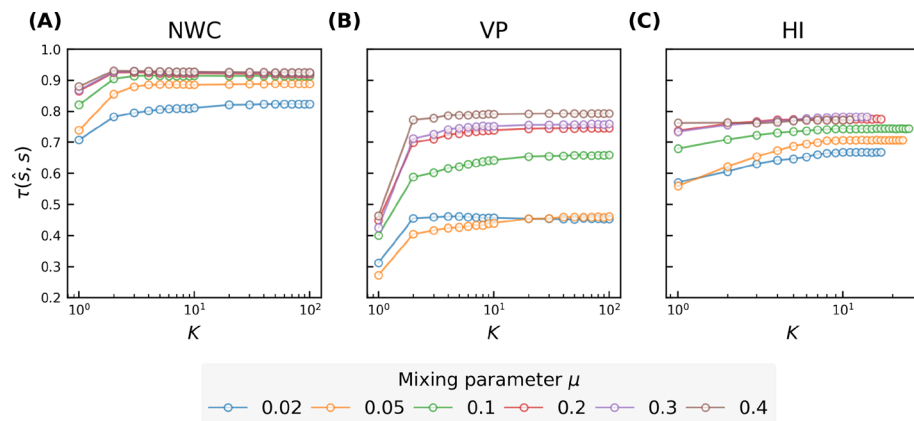 (A) NWC
(B) VP
(C) HI
τ(ŝ, s)
1.0
0.9
0.8
0.7
0.6
0.5
0.4
0.3
0.2
10⁰ 10¹ 10²
10⁰ 10¹ 10²
10⁰ 10¹
K K K
Mixing parameter μ
0.02 0.05 0.1 0.2 0.3 0.4